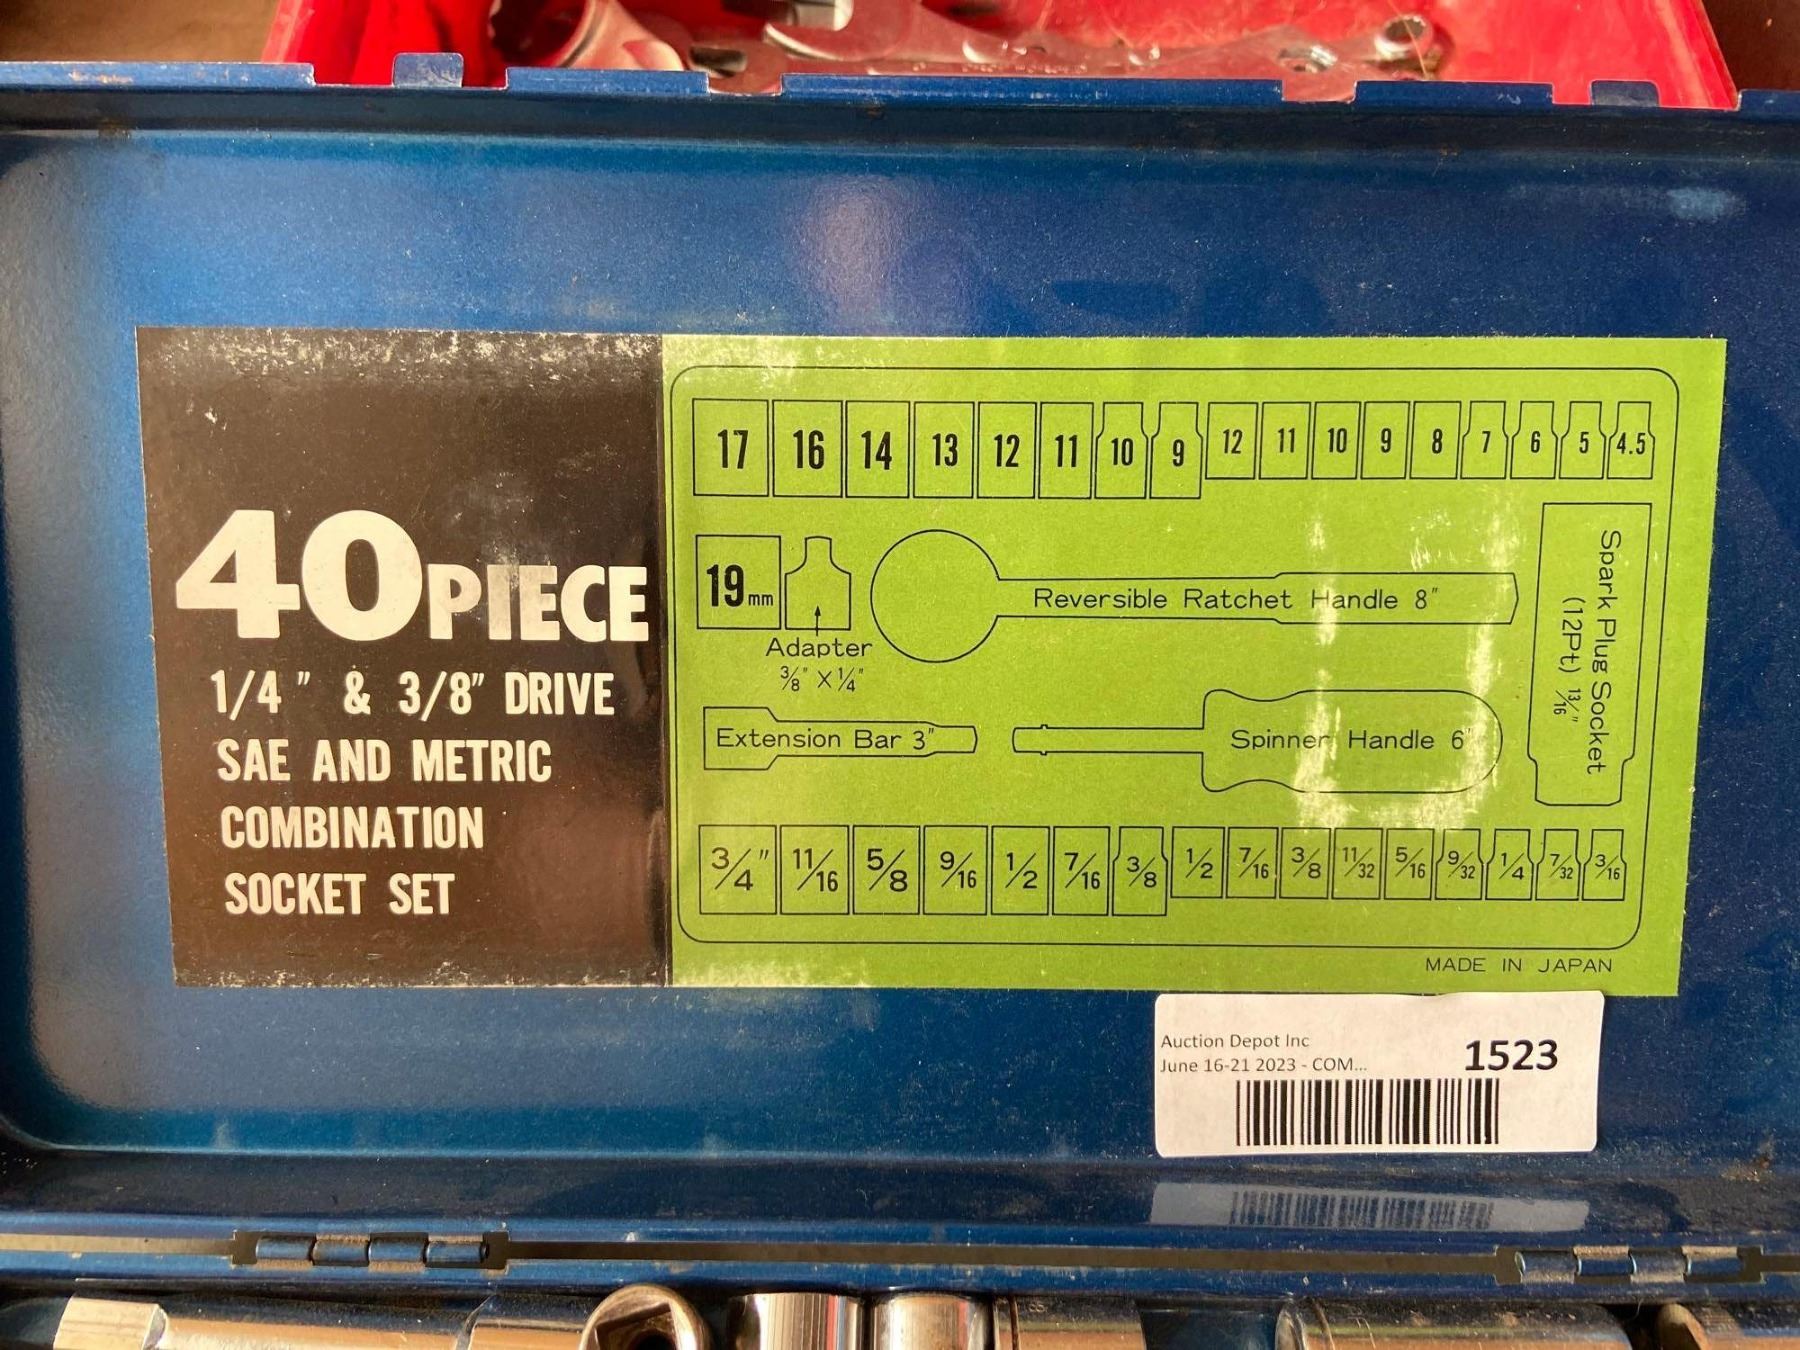 40 PIECE
1/4" & 3/8" DRIVE
SAE AND METRIC
COMBINATION
SOCKET SET
17 16 14 13 12 11 10 9 12 11 10 9 8 7 6 5 4.5
19mm
Adapter
3/8" X 1/4"
Reversible Ratchet Handle 8"
Spark Plug Socket
(12Pt) 13/16"
Extension Bar 3"
Spinner Handle 6"
3/4" 11/16 5/8 9/16 1/2 7/16 3/8 1/2 7/16 3/8 11/32 5/16 9/32 1/4 7/32 3/16
MADE IN JAPAN
Auction Depot Inc
June 16-21 2023 - COM...
1523